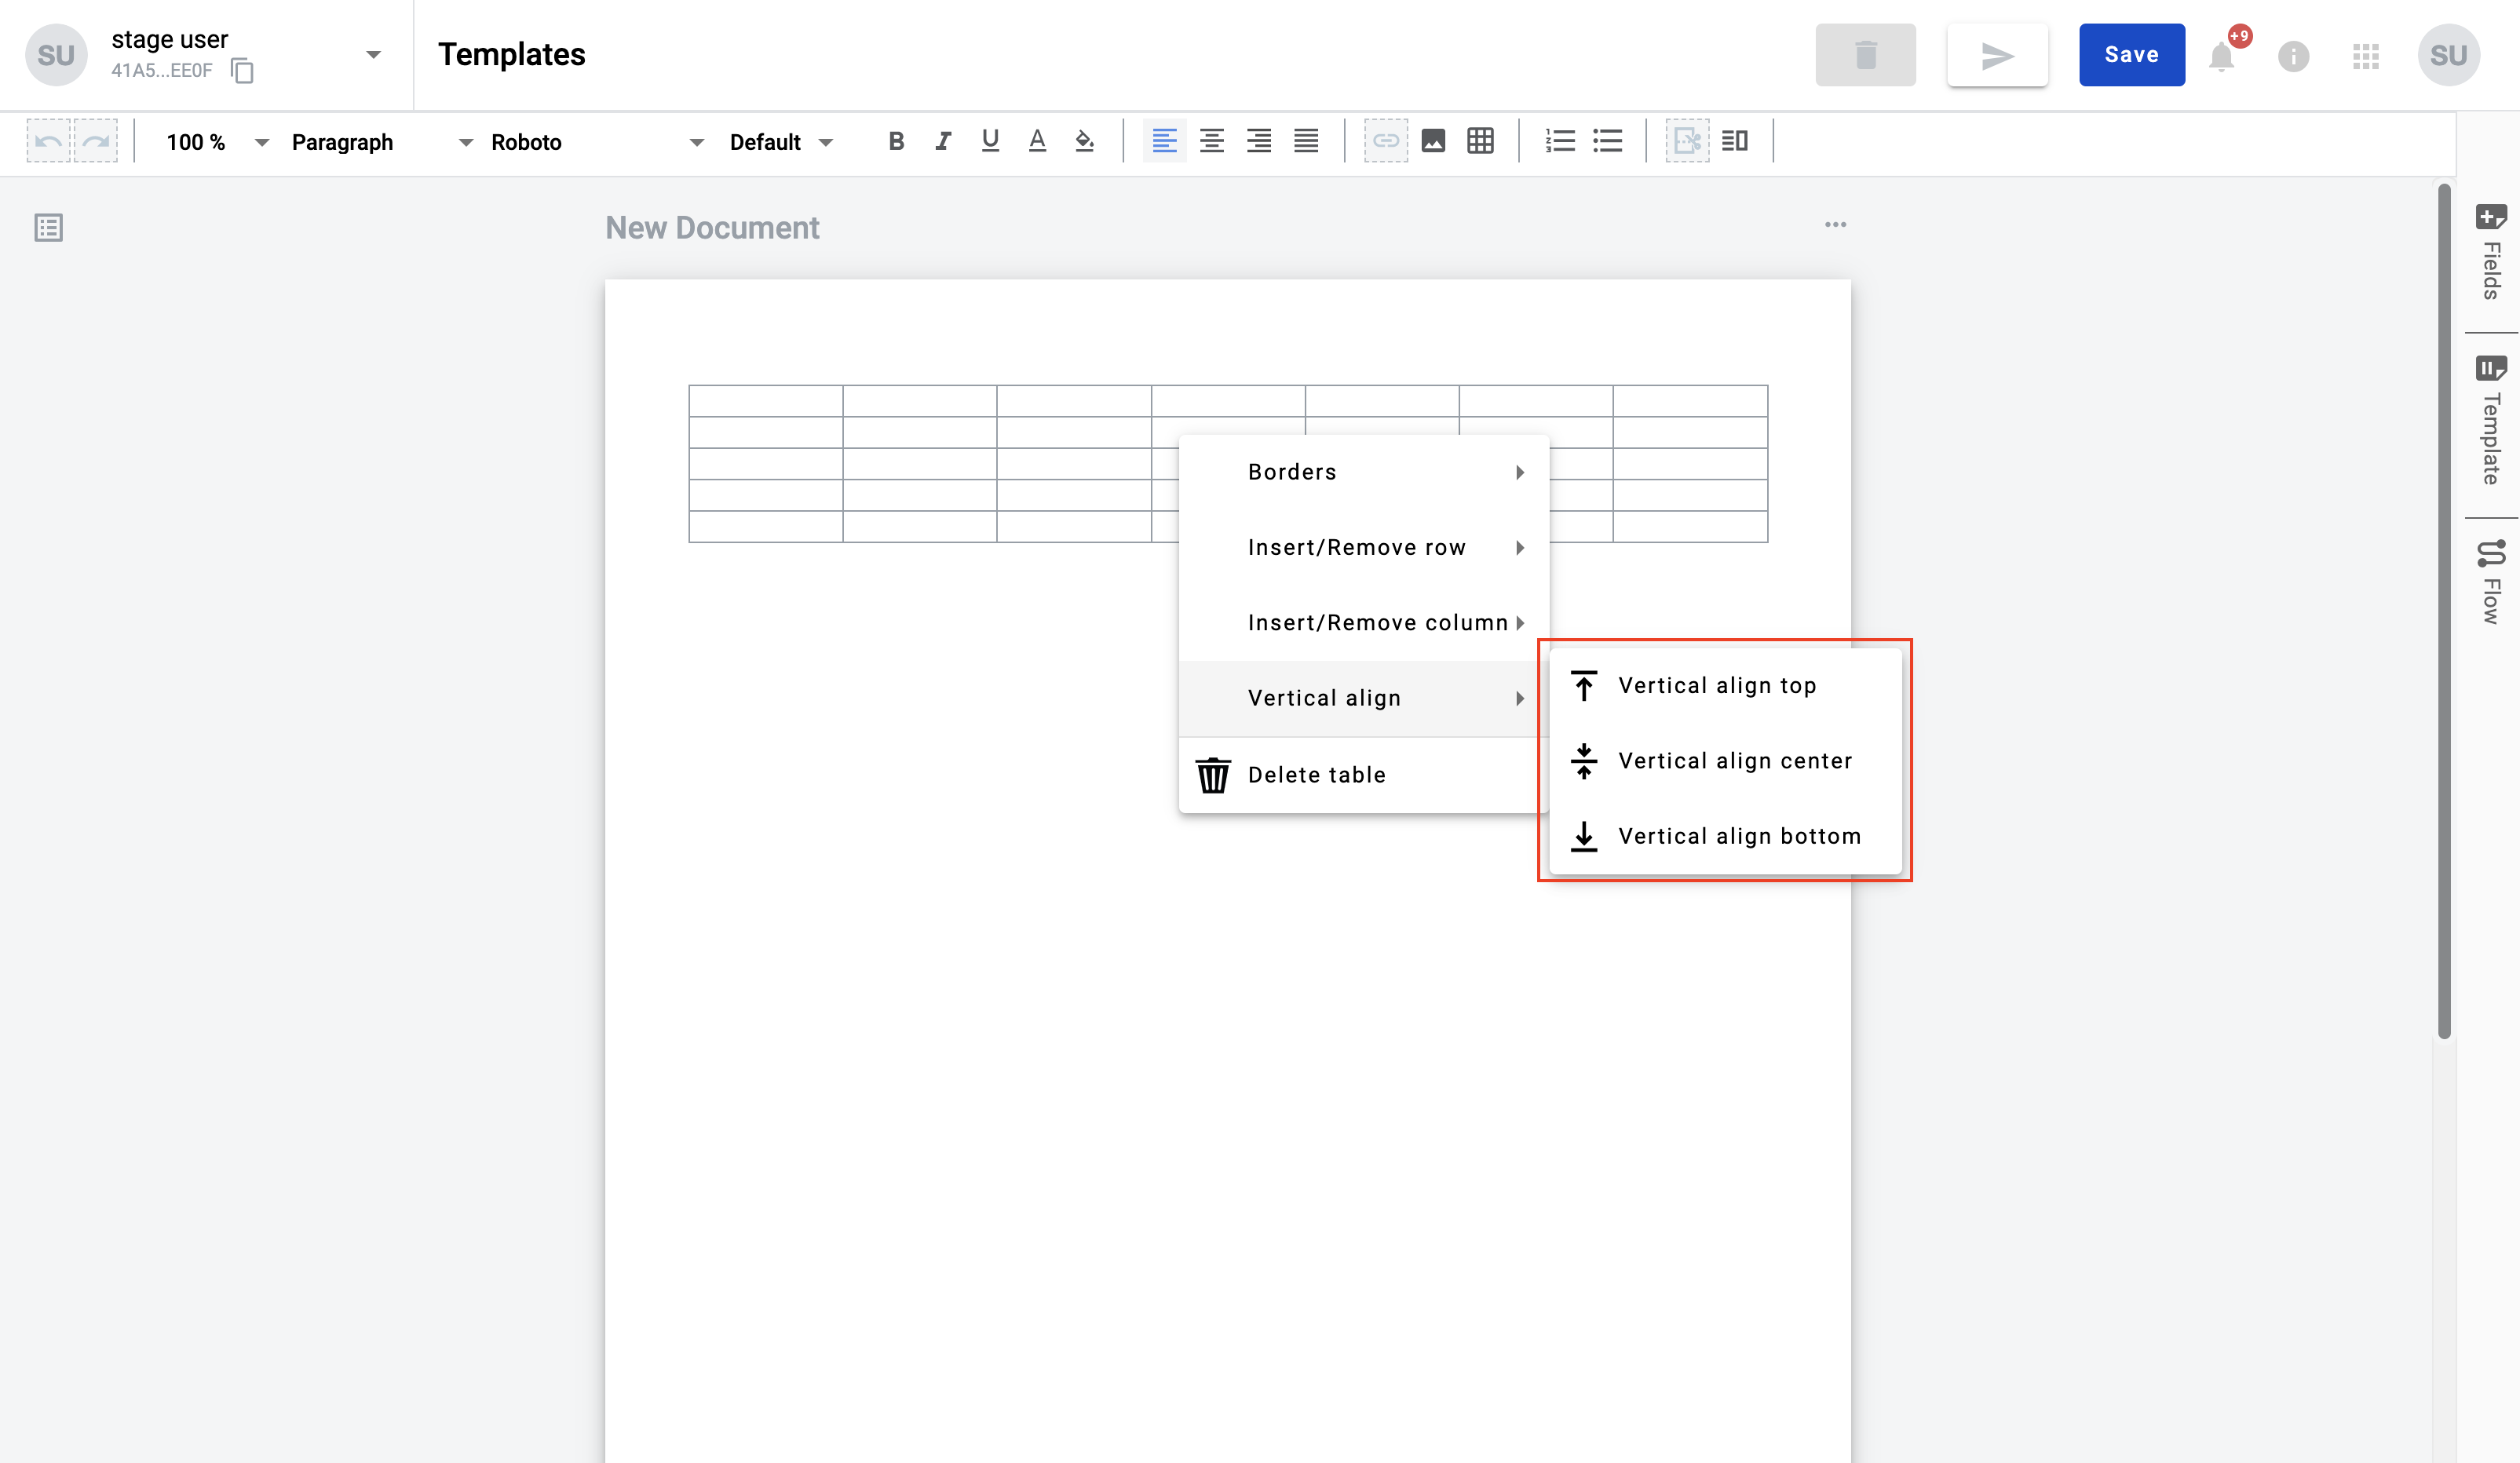 SU
stage user
41A5...EE0F
Templates
Save
+9
SU
100 %
Paragraph
Roboto
Default
New Document
Fields
Template
Flow
Borders
Insert/Remove row
Insert/Remove column
Vertical align
Delete table
Vertical align top
Vertical align center
Vertical align bottom